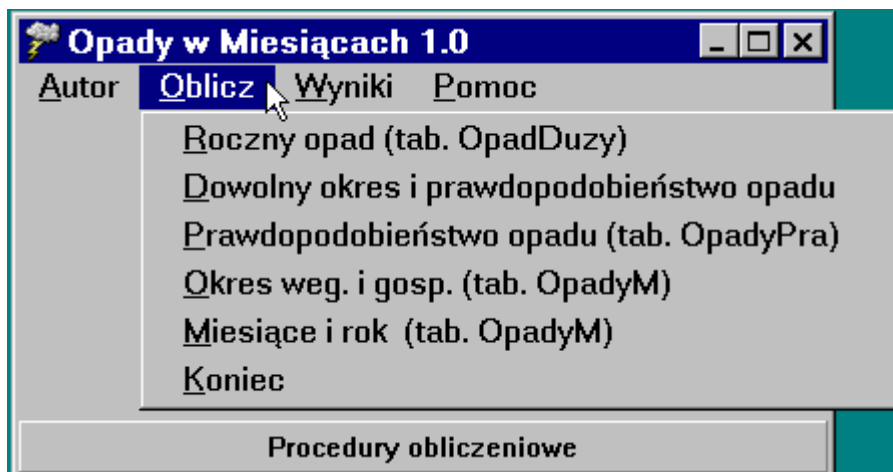 Opady w Miesiącach 1.0
Autor Oblicz Wyniki Pomoc
Roczny opad (tab. OpadDuzy)
Dowolny okres i prawdopodobieństwo opadu
Prawdopodobieństwo opadu (tab. OpadyPra)
Okres weg. i gosp. (tab. OpadyM)
Miesiące i rok (tab. OpadyM)
Koniec
Procedury obliczeniowe